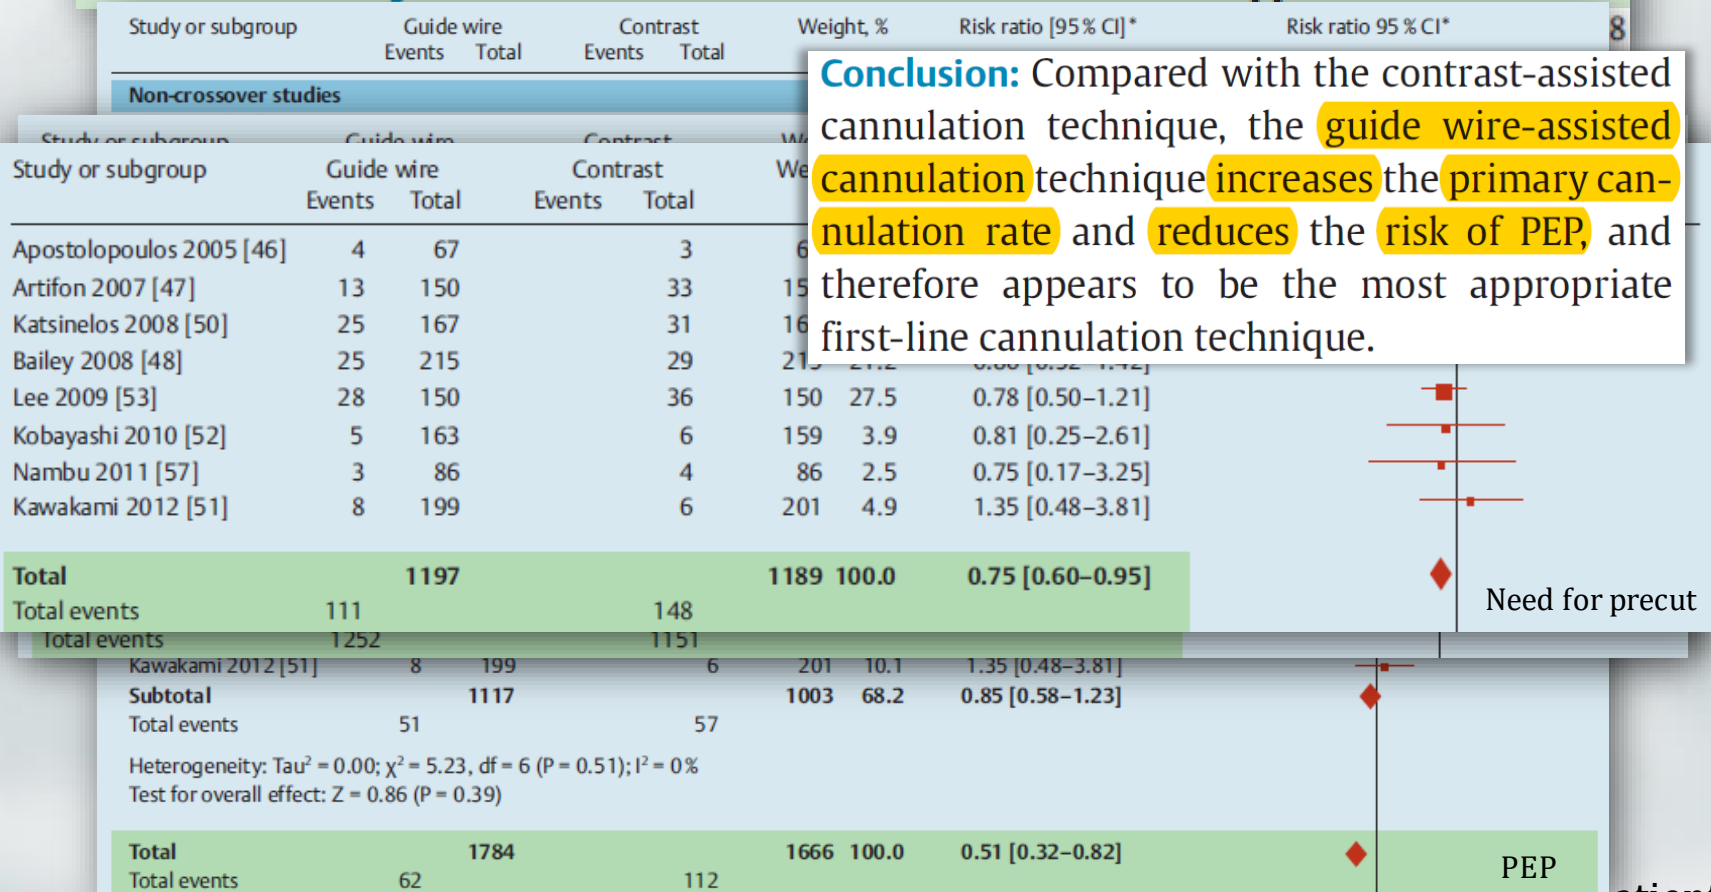 Study or subgroup Guide wire Contrast Weight, % Risk ratio [95 % CI] * Risk ratio 95 % CI*
Events Total Events Total
8
Non-crossover studies
Conclusion: Compared with the contrast-assisted
cannulation technique, the guide wire-assisted
cannulation technique increases the primary can-
nulation rate and reduces the risk of PEP, and
therefore appears to be the most appropriate
first-line cannulation technique.
Study or subgroup Guide wire Contrast
Study or subgroup Guide wire Contrast We
Events Total Events Total
Apostolopoulos 2005 [46] 4 67 3 6
Artifon 2007 [47] 13 150 33 15
Katsinelos 2008 [50] 25 167 31 16
Bailey 2008 [48] 25 215 29 21
Lee 2009 [53] 28 150 36 150 27.5 0.78 [0.50–1.21]
Kobayashi 2010 [52] 5 163 6 159 3.9 0.81 [0.25–2.61]
Nambu 2011 [57] 3 86 4 86 2.5 0.75 [0.17–3.25]
Kawakami 2012 [51] 8 199 6 201 4.9 1.35 [0.48–3.81]
Total 1197 1189 100.0 0.75 [0.60–0.95]
Total events 111 148
Need for precut
Total events 1252 1151
Kawakami 2012 [51] 8 199 6 201 10.1 1.35 [0.48–3.81]
Subtotal 1117 1003 68.2 0.85 [0.58–1.23]
Total events 51 57
Heterogeneity: Tau² = 0.00; χ² = 5.23, df = 6 (P = 0.51); I² = 0 %
Test for overall effect: Z = 0.86 (P = 0.39)
Total 1784 1666 100.0 0.51 [0.32–0.82]
Total events 62 112
PEP